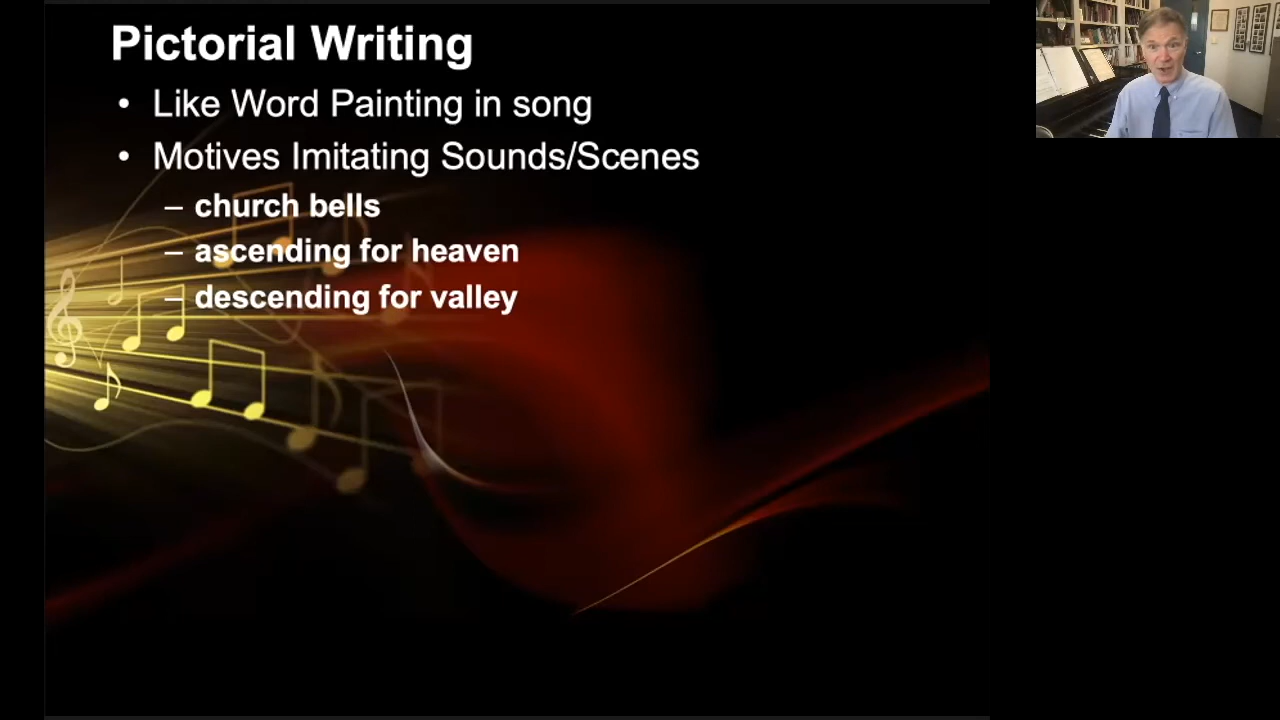 Pictorial Writing
• Like Word Painting in song
• Motives Imitating Sounds/Scenes
– church bells
– ascending for heaven
– descending for valley